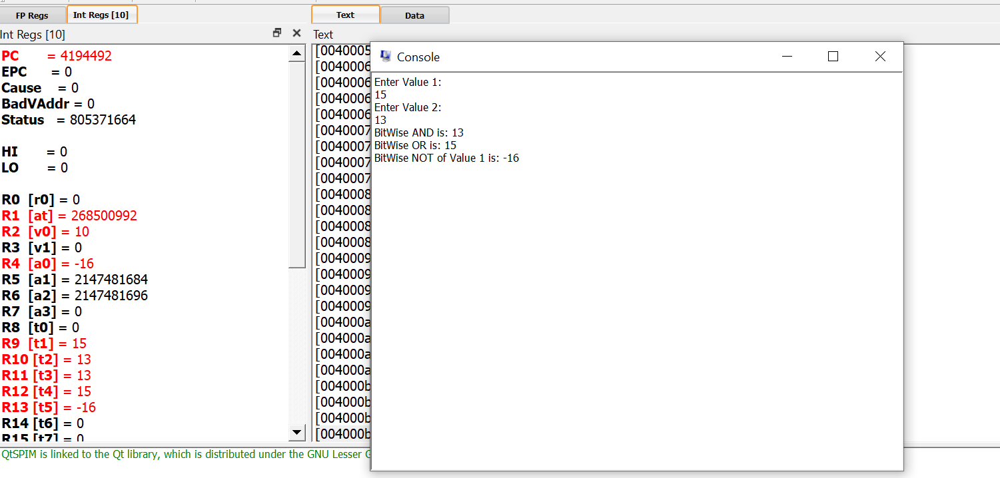 FP Regs
Int Regs [10]
Text
Data
Int Regs [10]
Text
PC = 4194492
EPC = 0
Cause = 0
BadVAddr = 0
Status = 805371664
HI = 0
LO = 0
R0 [r0] = 0
R1 [at] = 268500992
R2 [v0] = 10
R3 [v1] = 0
R4 [a0] = -16
R5 [a1] = 2147481684
R6 [a2] = 2147481696
R7 [a3] = 0
R8 [t0] = 0
R9 [t1] = 15
R10 [t2] = 13
R11 [t3] = 13
R12 [t4] = 15
R13 [t5] = -16
R14 [t6] = 0
R15 [t7] = 0
[0040005
[0040006
[0040006
[0040006
[0040006
[0040007
[0040007
[0040007
[0040007
[0040008
[0040008
[0040008
[0040008
[0040009
[0040009
[0040009
[0040009
[004000a
[004000a
[004000a
[004000a
[004000b
[004000b
[004000b
[004000b
Console
Enter Value 1:
15
Enter Value 2:
13
BitWise AND is: 13
BitWise OR is: 15
BitWise NOT of Value 1 is: -16
QtSPIM is linked to the Qt library, which is distributed under the GNU Lesser